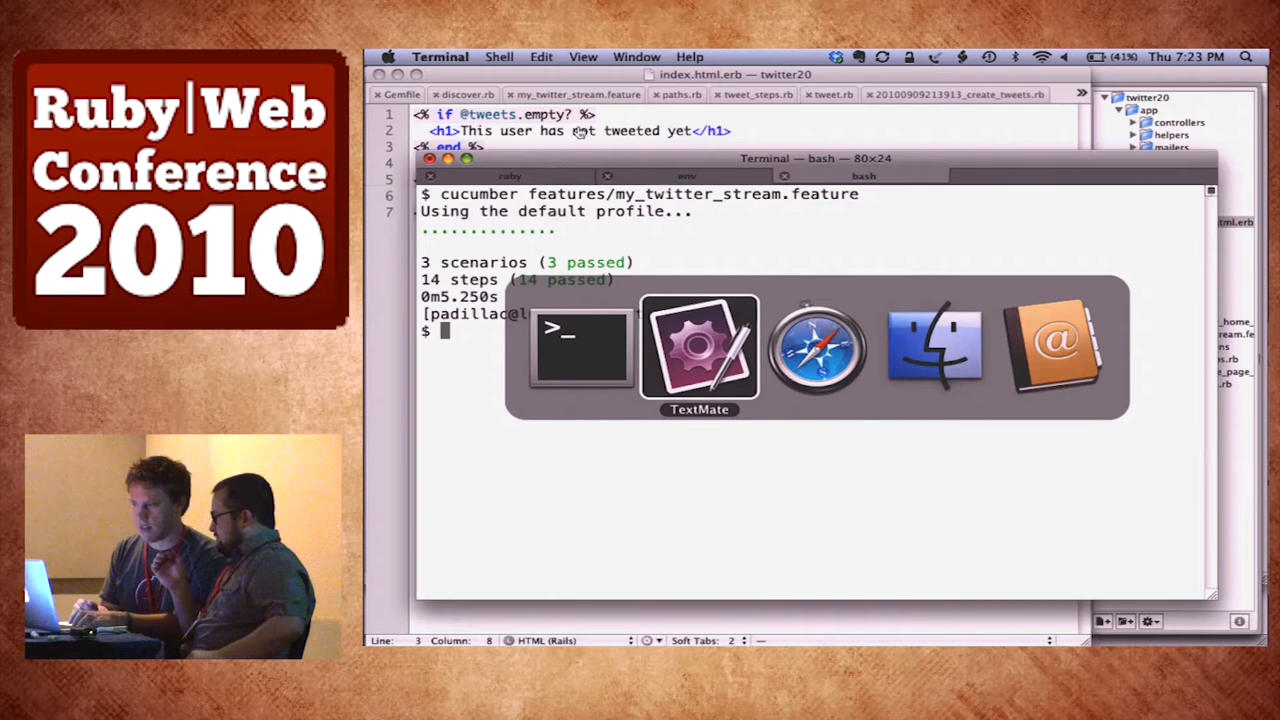 Ruby|Web
Conference
2010
Terminal Shell Edit View Window Help
(41%) Thu 7:23 PM
index.html.erb — twitter20
Gemfile discover.rb my_twitter_stream.feature paths.rb tweet_steps.rb tweet.rb 20100909213913_create_tweets.rb
twitter20
app
controllers
helpers
mailers
1 <% if @tweets.empty? %>
2 <h1>This user has not tweeted yet</h1>
3 <% end %>
4
5
6
7
Terminal — bash — 80×24
ruby env bash
$ cucumber features/my_twitter_stream.feature
Using the default profile...
..............
3 scenarios (3 passed)
14 steps (14 passed)
0m5.250s
[padillac@l
$
>_
@
TextMate
Line: 3 Column: 8 HTML (Rails) Soft Tabs: 2 —